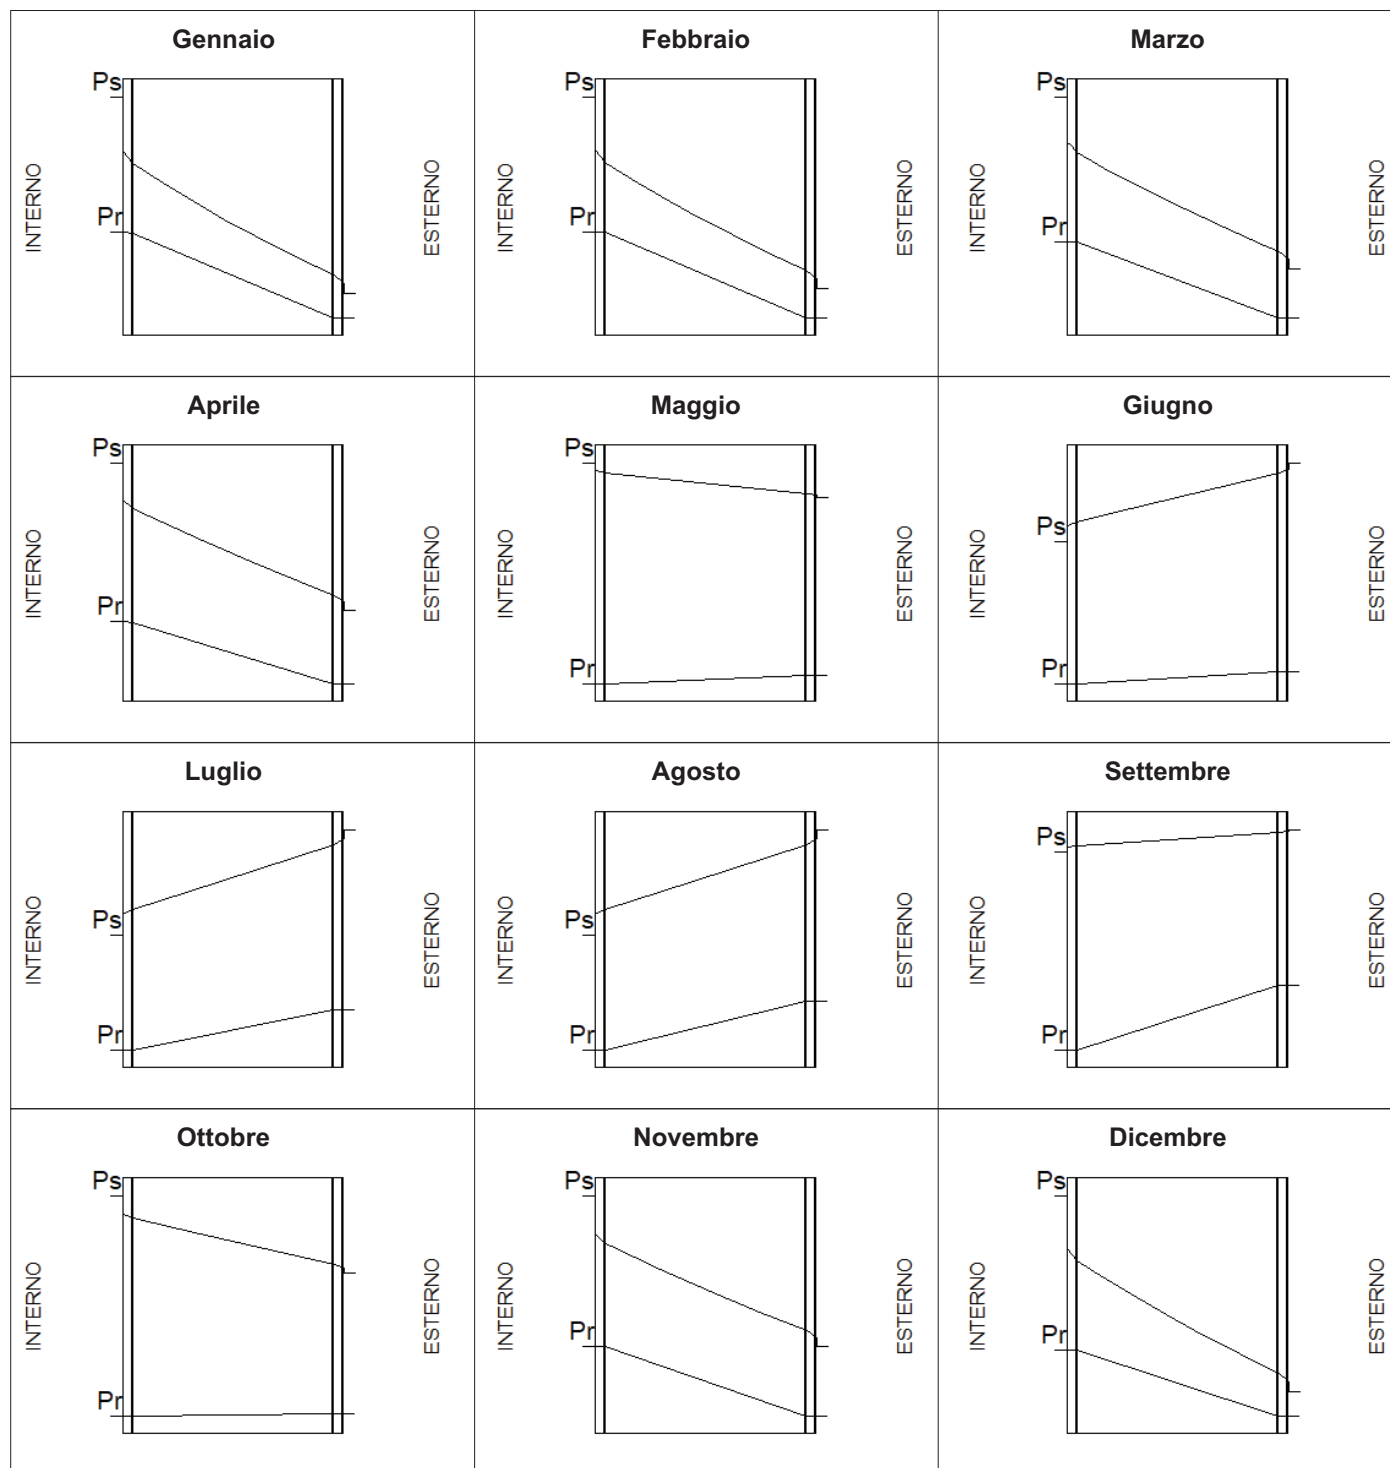 Gennaio
Ps
Pr
INTERNO
ESTERNO
Febbraio
Ps
Pr
INTERNO
ESTERNO
Marzo
Ps
Pr
INTERNO
ESTERNO
Aprile
Ps
Pr
INTERNO
ESTERNO
Maggio
Ps
Pr
INTERNO
ESTERNO
Giugno
Ps
Pr
INTERNO
ESTERNO
Luglio
Ps
Pr
INTERNO
ESTERNO
Agosto
Ps
Pr
INTERNO
ESTERNO
Settembre
Ps
Pr
INTERNO
ESTERNO
Ottobre
Ps
Pr
INTERNO
ESTERNO
Novembre
Ps
Pr
INTERNO
ESTERNO
Dicembre
Ps
Pr
INTERNO
ESTERNO